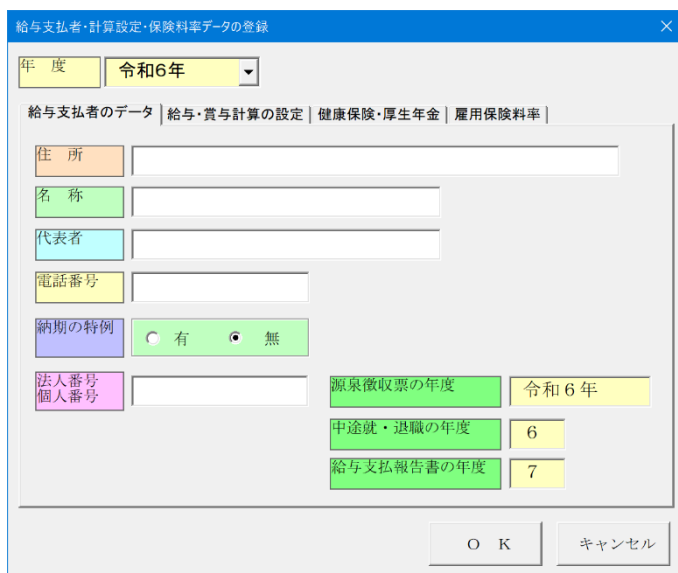 給与支払者・計算設定・保険料率データの登録
年　度
令和6年
給与支払者のデータ
給与・賞与計算の設定
健康保険・厚生年金
雇用保険料率
住　所
名　称
代表者
電話番号
納期の特例
有
無
法人番号
個人番号
源泉徴収票の年度
令和６年
中途就・退職の年度
6
給与支払報告書の年度
7
Ｏ　Ｋ
キャンセル